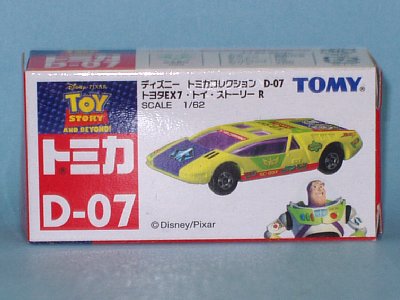 Disney · PIXAR
TOY
STORY
AND BEYOND!
トミカ
D-07
ディズニー トミカコレクション D-07
トヨタEX7・トイ・ストーリー R
SCALE 1/62
TOMY
©Disney/Pixar